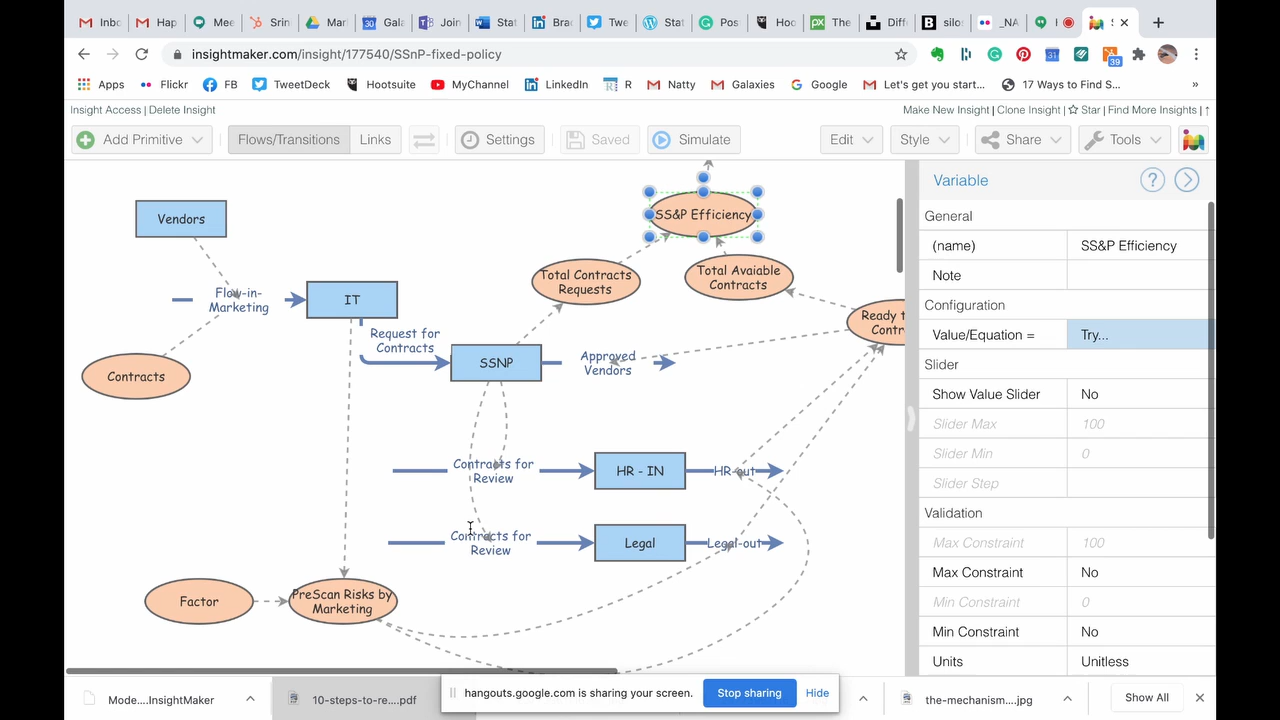 Inbo
Hap
Mee
Srin
Mar
Gala
Join
Stat
Brac
Twe
Stat
Pos
Hoo
The
Diff
silo
_NA
H
S
insightmaker.com/insight/177540/SSnP-fixed-policy
39
Apps
Flickr
FB
TweetDeck
Hootsuite
MyChannel
LinkedIn
R
Natty
Galaxies
Google
Let's get you start...
17 Ways to Find S...
»
Insight Access | Delete Insight
Make New Insight | Clone Insight | Star | Find More Insights | ↑
Add Primitive
Flows/Transitions
Links
Settings
Saved
Simulate
Edit
Style
Share
Tools
Vendors
SS&P Efficiency
Total Contracts
Requests
Total Avaiable
Contracts
Flow-in-
Marketing
IT
Ready t
Contr
Request for
Contracts
SSNP
Approved
Vendors
Contracts
Contracts for
Review
HR - IN
HR-out
Contracts for
Review
Legal
Legal-out
Factor
PreScan Risks by
Marketing
Variable
General
(name)
SS&P Efficiency
Note
Configuration
Value/Equation =
Try...
Slider
Show Value Slider
No
Slider Max
100
Slider Min
0
Slider Step
Validation
Max Constraint
100
Max Constraint
No
Min Constraint
0
Min Constraint
No
Units
Unitless
Mode....InsightMaker
10-steps-to-re....pdf
hangouts.google.com is sharing your screen.
Stop sharing
Hide
the-mechanism....jpg
Show All